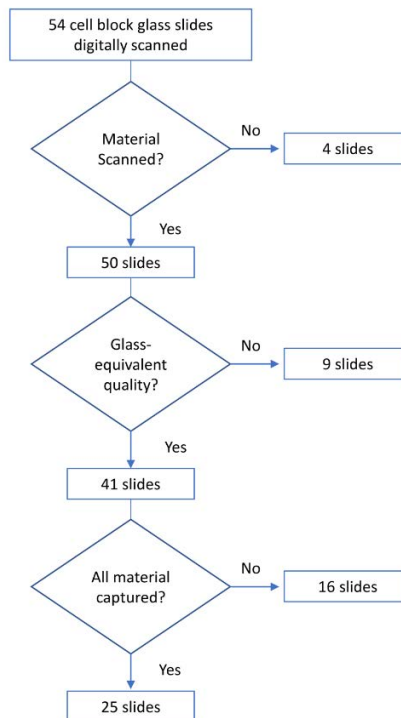 54 cell block glass slides
digitally scanned
Material
Scanned?
No
4 slides
Yes
50 slides
Glass-
equivalent
quality?
No
9 slides
Yes
41 slides
All material
captured?
No
16 slides
Yes
25 slides